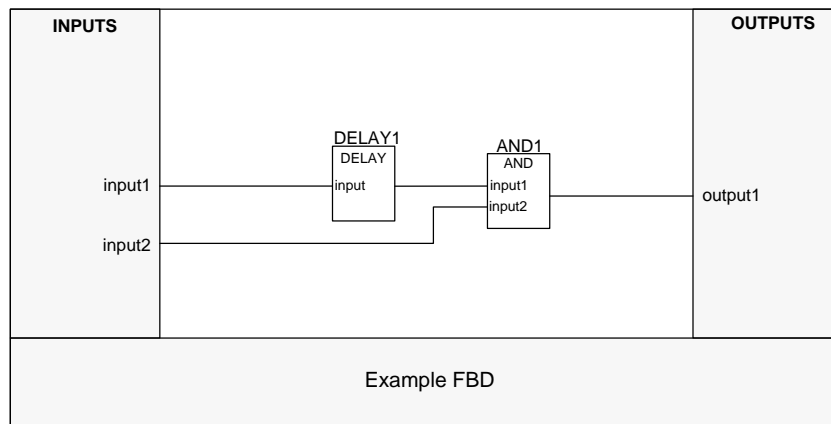 INPUTS
OUTPUTS
DELAY1
DELAY
input
AND1
AND
input1
input2
input1
input2
output1
Example FBD